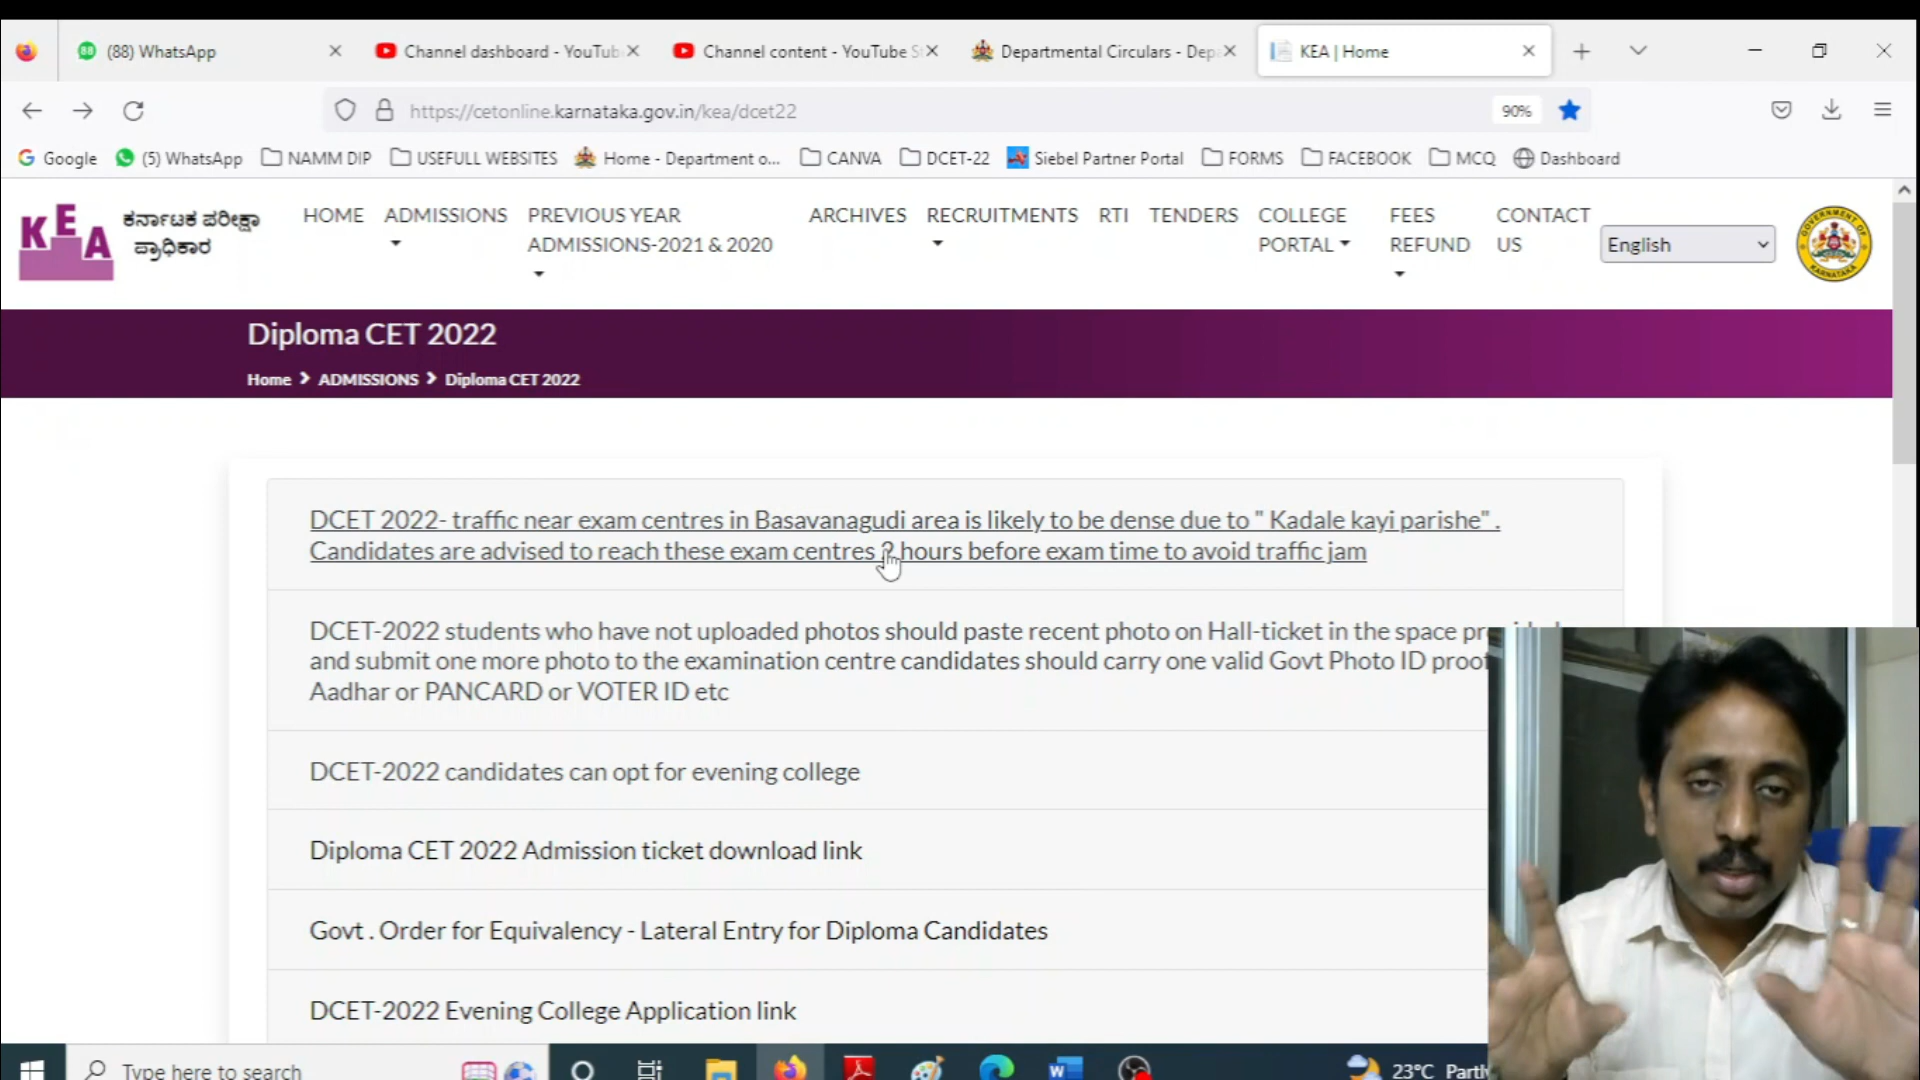 (88) WhatsApp
Channel dashboard - YouTub
Channel content - YouTube S
Departmental Circulars - Dep
KEA | Home
https://cetonline.karnataka.gov.in/kea/dcet22
90%
Google
(5) WhatsApp
NAMM DIP
USEFULL WEBSITES
Home - Department o...
CANVA
DCET-22
Siebel Partner Portal
FORMS
FACEBOOK
MCQ
Dashboard
KEA
ಕರ್ನಾಟಕ ಪರೀಕ್ಷಾ
ಪ್ರಾಧಿಕಾರ
HOME
ADMISSIONS
PREVIOUS YEAR
ADMISSIONS-2021 & 2020
ARCHIVES
RECRUITMENTS
RTI
TENDERS
COLLEGE
PORTAL
FEES
REFUND
CONTACT
US
English
GOVERNMENT OF
KARNATAKA
Diploma CET 2022
Home > ADMISSIONS > Diploma CET 2022
DCET 2022- traffic near exam centres in Basavanagudi area is likely to be dense due to " Kadale kayi parishe" .
Candidates are advised to reach these exam centres 2 hours before exam time to avoid traffic jam
DCET-2022 students who have not uploaded photos should paste recent photo on Hall-ticket in the space
and submit one more photo to the examination centre candidates should carry one valid Govt Photo ID proof
Aadhar or PANCARD or VOTER ID etc
DCET-2022 candidates can opt for evening college
Diploma CET 2022 Admission ticket download link
Govt . Order for Equivalency - Lateral Entry for Diploma Candidates
DCET-2022 Evening College Application link
Type here to search
23°C Partly